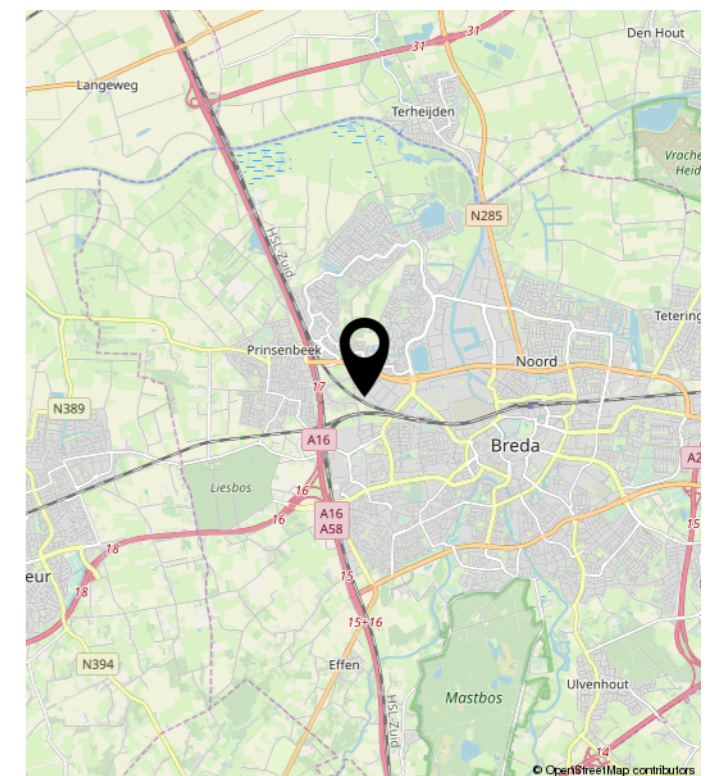 31
31
Den Hout
Langeweg
Terheijden
Vrache
Heid
N285
HSL-Zuid
Tetering
Prinsenbeek
Noord
17
N389
A16
Breda
A2
Liesbos
16
16
A16
A58
15
18
15
eur
18
15+16
Effen
N394
Ulvenhout
Mastbos
HSL-Zuid
14
© OpenStreetMap contributors